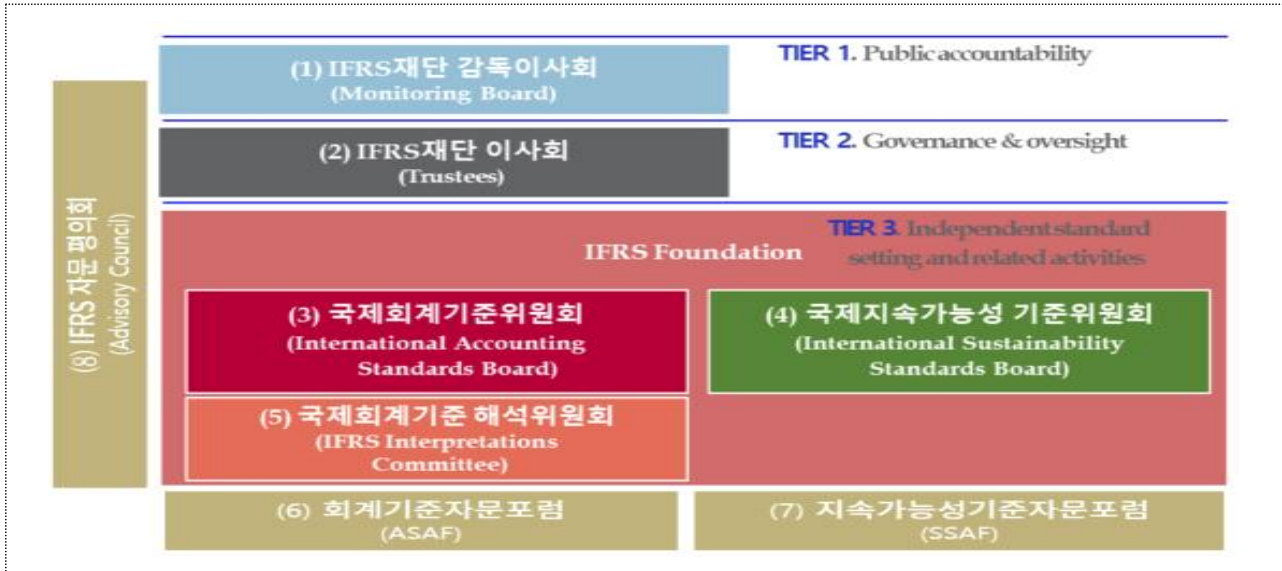 (1) IFRS재단 감독이사회
(Monitoring Board)
TIER 1. Public accountability
(2) IFRS재단 이사회
(Trustees)
TIER 2. Governance & oversight
(8) IFRS 자문 평의회
(Advisory Council)
IFRS Foundation
TIER 3. Independent standard
setting and related activities
(3) 국제회계기준위원회
(International Accounting
Standards Board)
(4) 국제지속가능성 기준위원회
(International Sustainability
Standards Board)
(5) 국제회계기준 해석위원회
(IFRS Interpretations
Committee)
(6) 회계기준자문포럼
(ASAF)
(7) 지속가능성기준자문포럼
(SSAF)